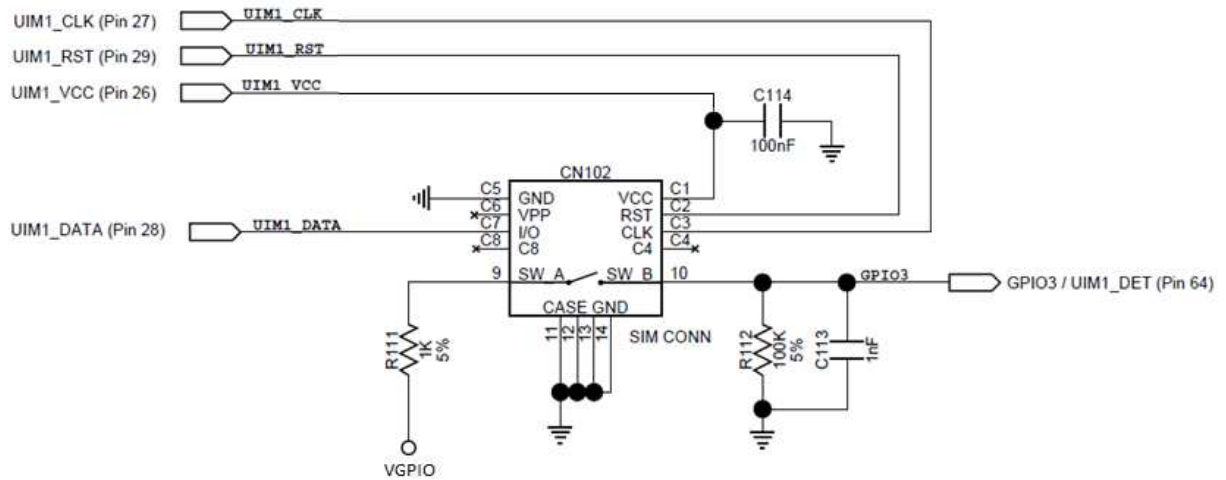 UIM1_CLK (Pin 27) UIM1_CLK
UIM1_RST (Pin 29) UIM1_RST
UIM1_VCC (Pin 26) UIM1_VCC
C114
100nF
CN102
C5 GND VCC C1
C6 VPP RST C2
UIM1_DATA (Pin 28) UIM1_DATA C7 I/O CLK C3
C8 C8 C4 C4
9 SW_A SW_B 10 GPIO3 GPIO3 / UIM1_DET (Pin 64)
CASE GND
11 12 13 14
SIM CONN
R111 1K 5%
R112 100K 5%
C113 1nF
VGPIO